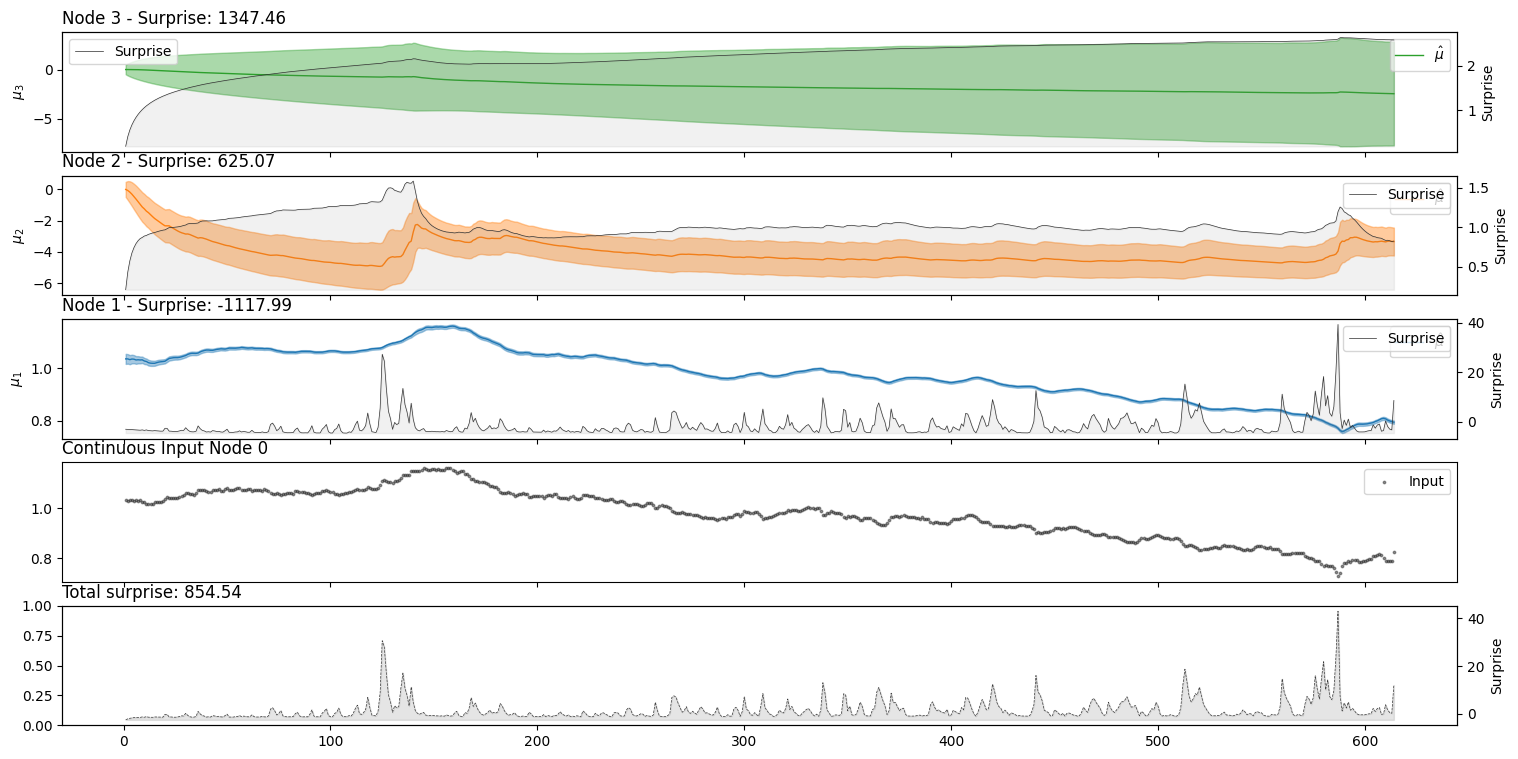 Node 3 - Surprise: 1347.46
Surprise
μ̂
0
−5
μ3
2
1
Surprise
Node 2 - Surprise: 625.07
Surprise
0
−2
−4
−6
μ2
1.5
1.0
0.5
Surprise
Node 1 - Surprise: -1117.99
Surprise
1.0
0.8
μ1
40
20
0
Surprise
Continuous Input Node 0
Input
1.0
0.8
Total surprise: 854.54
1.00
0.75
0.50
0.25
0.00
40
20
0
Surprise
0 100 200 300 400 500 600